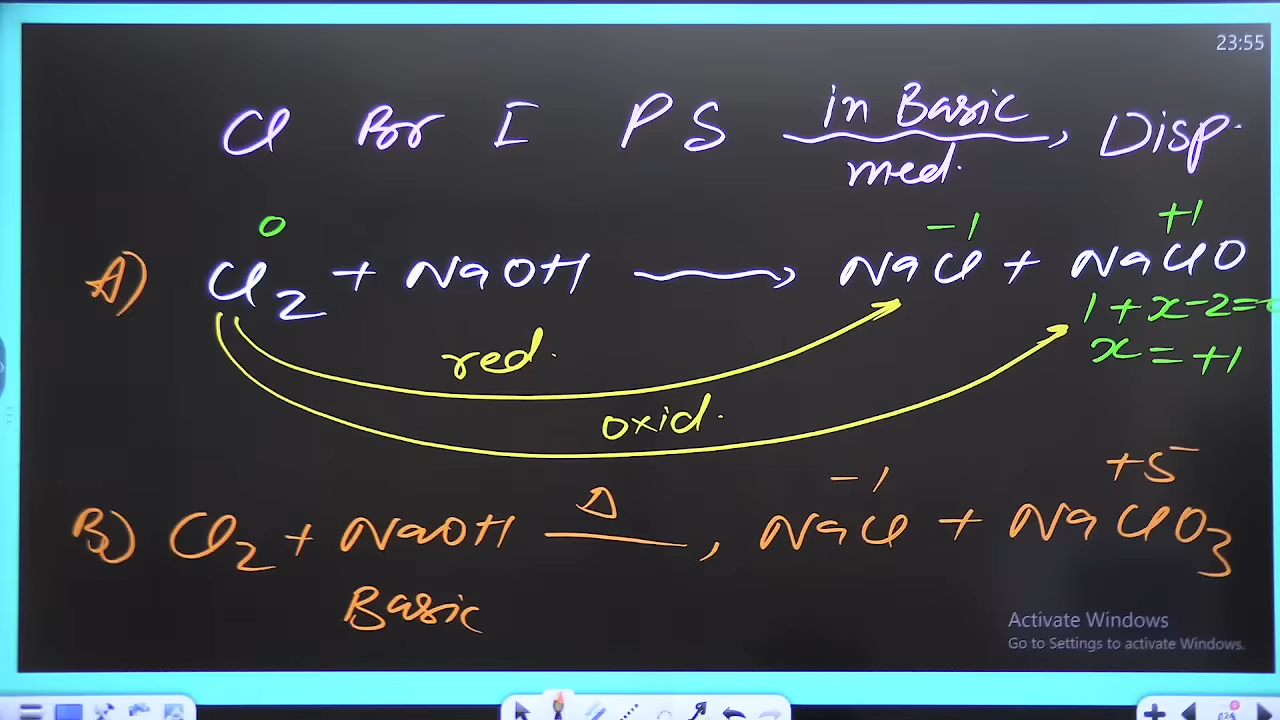 23:55
Cl Br I P S in Basic med. Disp.
0 -1 +1
A) Cl2 + NaOH → NaCl + NaClO
1 + x - 2 = 0
red. x = +1
oxid.
Δ -1 +5
B) Cl2 + NaOH → NaCl + NaClO3
Basic
Activate Windows
Go to Settings to activate Windows.